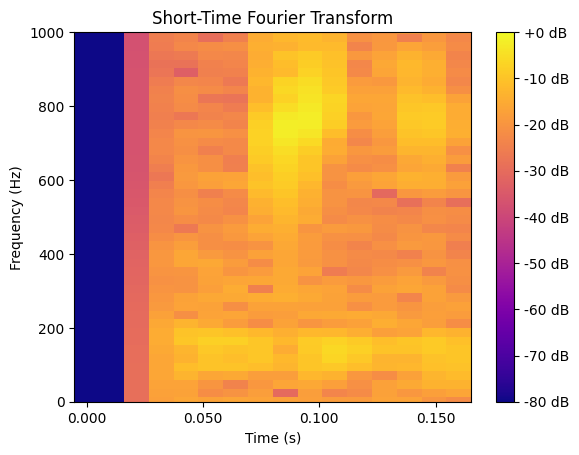 Short-Time Fourier Transform
1000
800
600
400
200
0
Frequency (Hz)
0.000
0.050
0.100
0.150
Time (s)
+0 dB
-10 dB
-20 dB
-30 dB
-40 dB
-50 dB
-60 dB
-70 dB
-80 dB